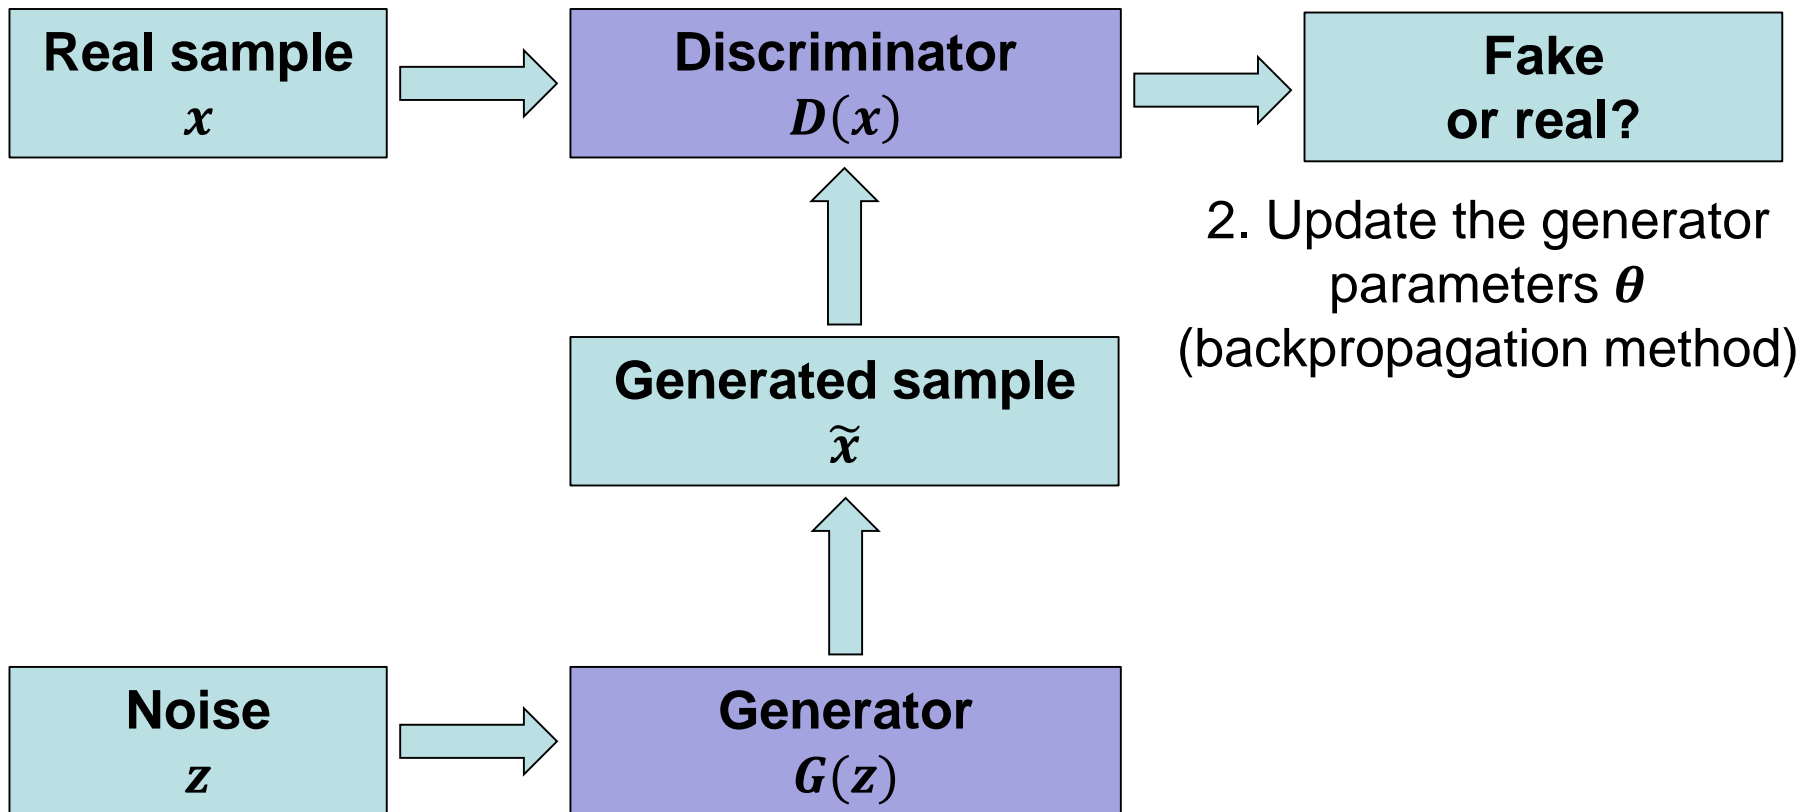 Real sample
x
Discriminator
D(x)
Fake
or real?
2. Update the generator
parameters θ
(backpropagation method)
Generated sample
x̃
Noise
z
Generator
G(z)